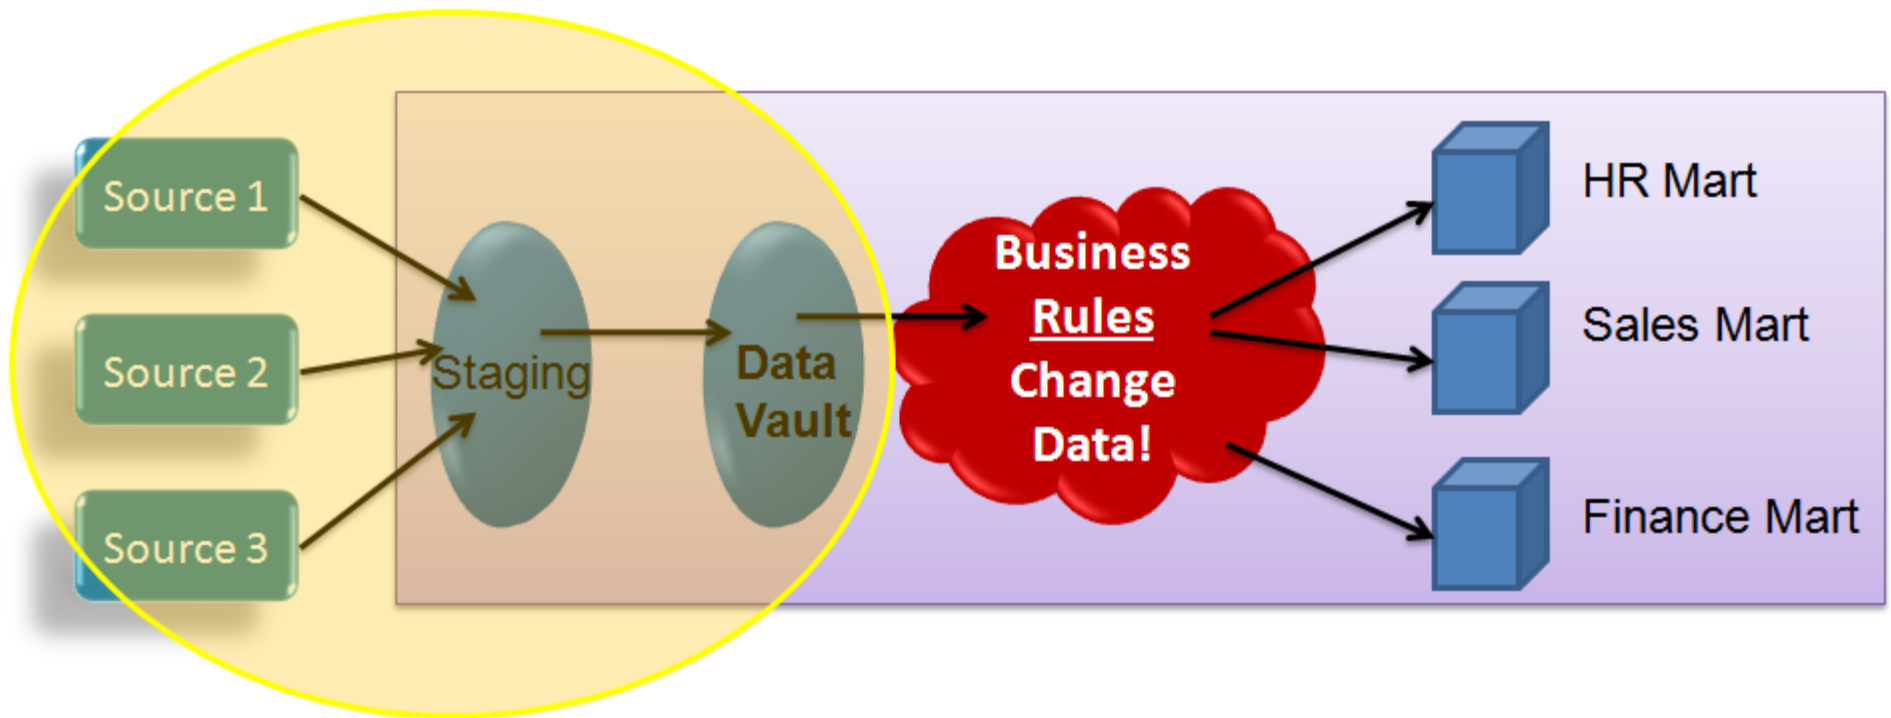 Source 1
Source 2
Source 3
Staging
Data
Vault
Business
Rules
Change
Data!
HR Mart
Sales Mart
Finance Mart